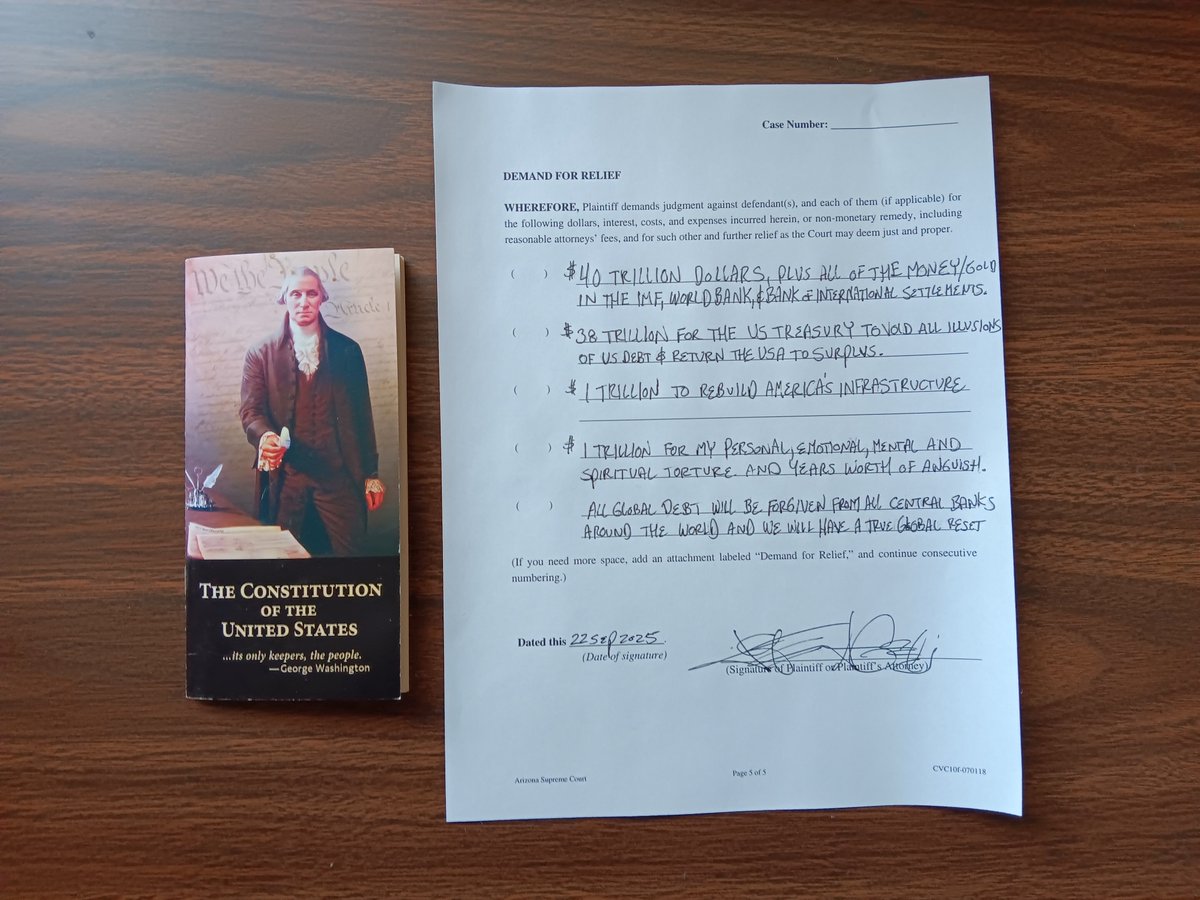 We the People
Article I
THE CONSTITUTION
OF THE
UNITED STATES
...its only keepers, the people.
—George Washington
Case Number:
DEMAND FOR RELIEF
WHEREFORE, Plaintiff demands judgment against defendant(s), and each of them (if applicable) for
the following dollars, interest, costs, and expenses incurred herein, or non-monetary remedy, including
reasonable attorneys' fees, and for such other and further relief as the Court may deem just and proper.
( ) $40 TRILLION DOLLARS, PLUS ALL OF THE MONEY/GOLD
IN THE IMF, WORLD BANK, & BANK of INTERNATIONAL SETTLEMENTS.
( ) $38 TRILLION FOR THE US TREASURY TO VOID ALL ILLUSIONS
OF US DEBT & RETURN THE USA TO SURPLUS.
( ) $1 TRILLION TO REBUILD AMERICA'S INFRASTRUCTURE
( ) $1 TRILLION FOR MY PERSONAL, EMOTIONAL, MENTAL AND
SPIRITUAL TORTURE AND YEARS WORTH OF ANGUISH.
( ) ALL GLOBAL DEBT WILL BE FORGIVEN FROM ALL CENTRAL BANKS
AROUND THE WORLD AND WE WILL HAVE A TRUE GLOBAL RESET
(If you need more space, add an attachment labeled "Demand for Relief," and continue consecutive
numbering.)
Dated this 22 SEP 2025.
(Date of signature)
(Signature of Plaintiff or Plaintiff's Attorney)
Arizona Supreme Court
Page 5 of 5
CVC10f-070118